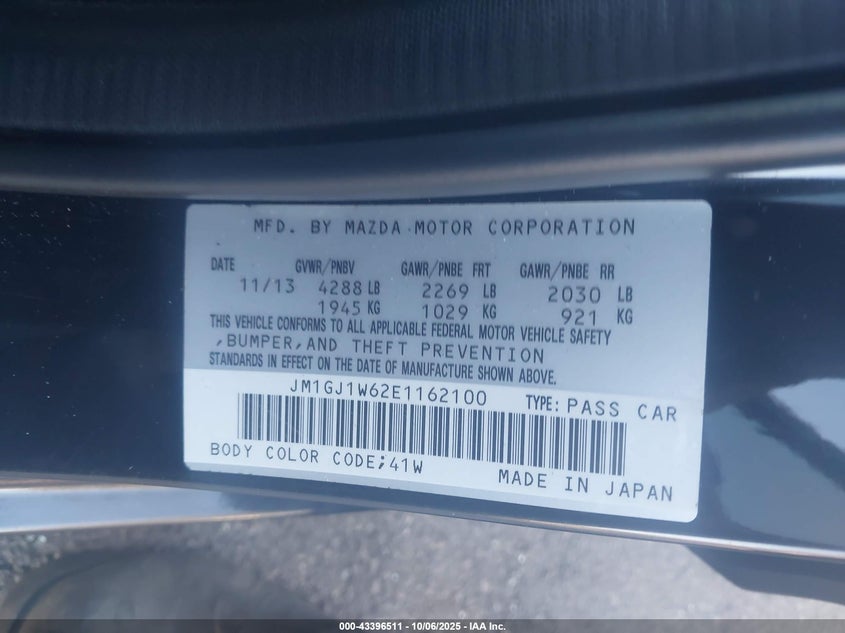 MFD. BY MAZDA MOTOR CORPORATION
DATE GVWR/PNBV GAWR/PNBE FRT GAWR/PNBE RR
11/13 4288 LB 2269 LB 2030 LB
1945 KG 1029 KG 921 KG
THIS VEHICLE CONFORMS TO ALL APPLICABLE FEDERAL MOTOR VEHICLE SAFETY
,BUMPER,AND THEFT PREVENTION
STANDARDS IN EFFECT ON THE DATE OF MANUFACTURE SHOWN ABOVE.
JM1GJ1W62E1162100 TYPE: PASS CAR
BODY COLOR CODE;41W MADE IN JAPAN
000-43396511 - 10/06/2025 - IAA Inc.